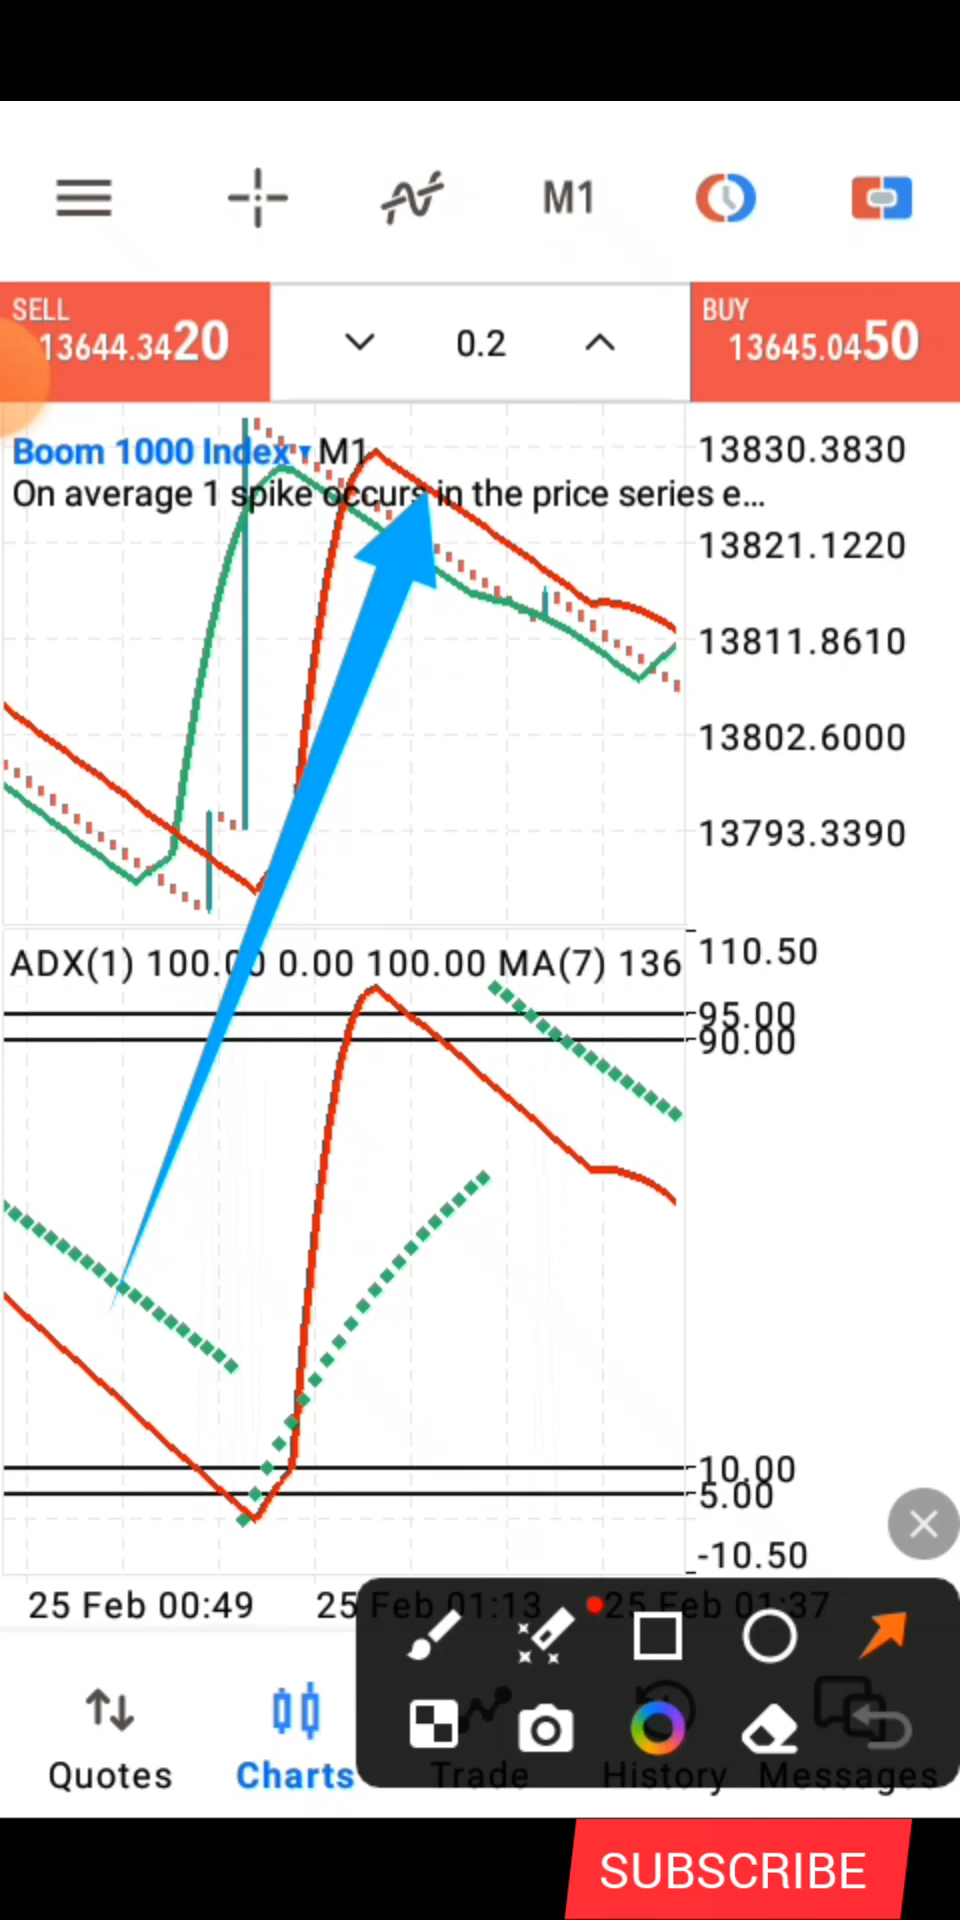 M1
SELL
13644.3420
0.2
BUY
13645.0450
Boom 1000 Index M1
On average 1 spike occurs in the price series e...
13830.3830
13821.1220
13811.8610
13802.6000
13793.3390
ADX(1) 100.00 0.00 100.00 MA(7) 136
110.50
95.00
90.00
10.00
5.00
-10.50
25 Feb 00:49
25 Feb 01:13
25 Feb 01:37
Quotes
Charts
Trade
History
Messages
SUBSCRIBE